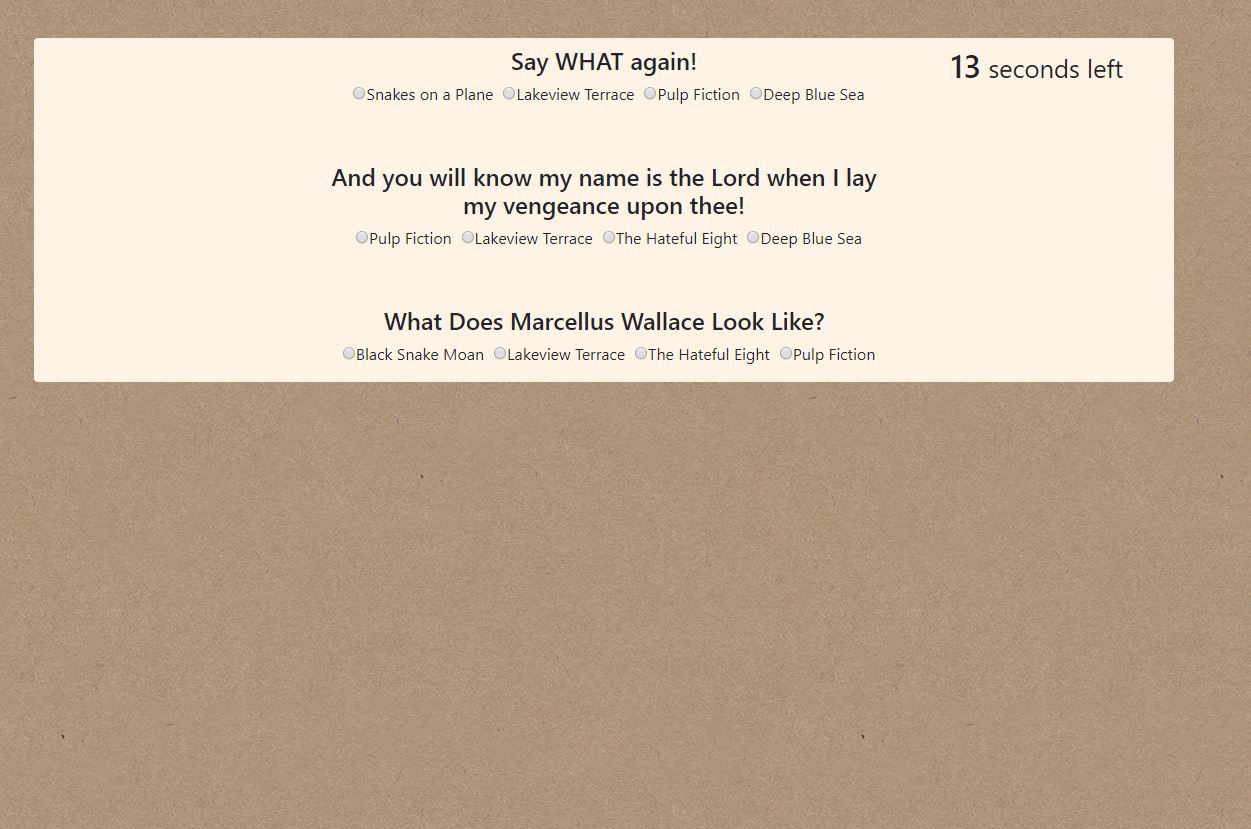 Say WHAT again!
13 seconds left
Snakes on a Plane Lakeview Terrace Pulp Fiction Deep Blue Sea
And you will know my name is the Lord when I lay
my vengeance upon thee!
Pulp Fiction Lakeview Terrace The Hateful Eight Deep Blue Sea
What Does Marcellus Wallace Look Like?
Black Snake Moan Lakeview Terrace The Hateful Eight Pulp Fiction